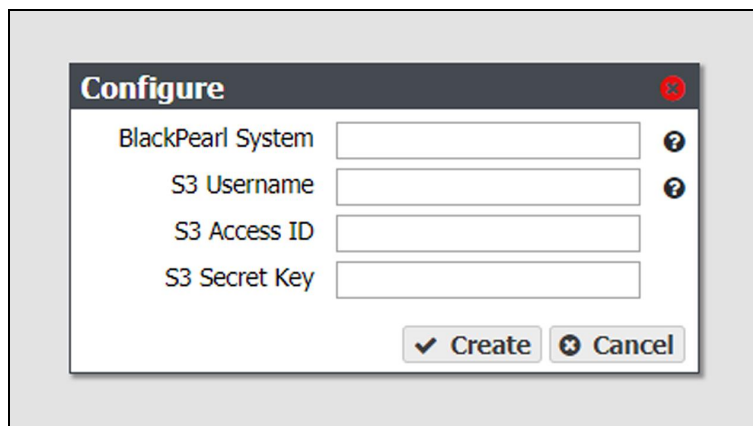 Configure
BlackPearl System
S3 Username
S3 Access ID
S3 Secret Key
Create Cancel